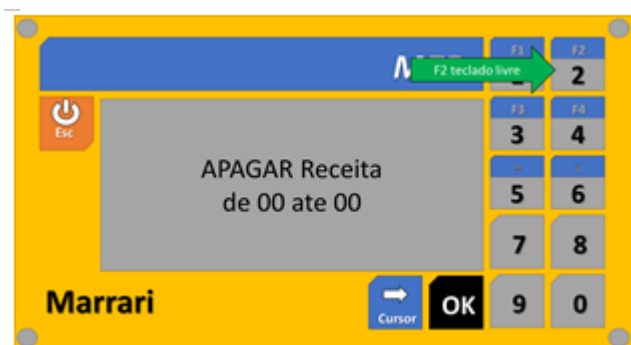 F1 F2
F2 teclado livre
2
Esc
F3 F4
3 4
APAGAR Receita
de 00 ate 00
5 6
7 8
Marrari
Cursor
OK
9 0